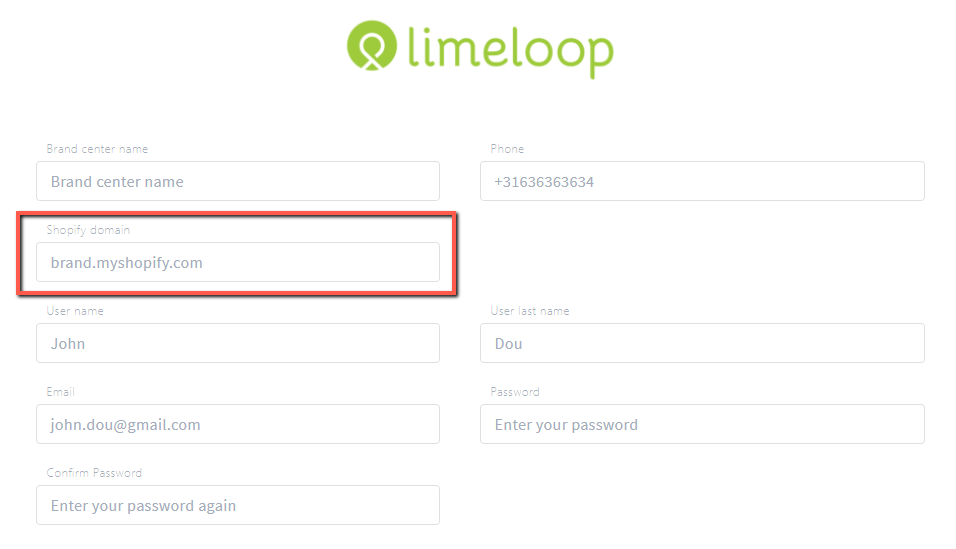 limeloop
Brand center name
Phone
Brand center name
+31636363634
Shopify domain
brand.myshopify.com
User name
User last name
John
Dou
Email
Password
john.dou@gmail.com
Enter your password
Confirm Password
Enter your password again